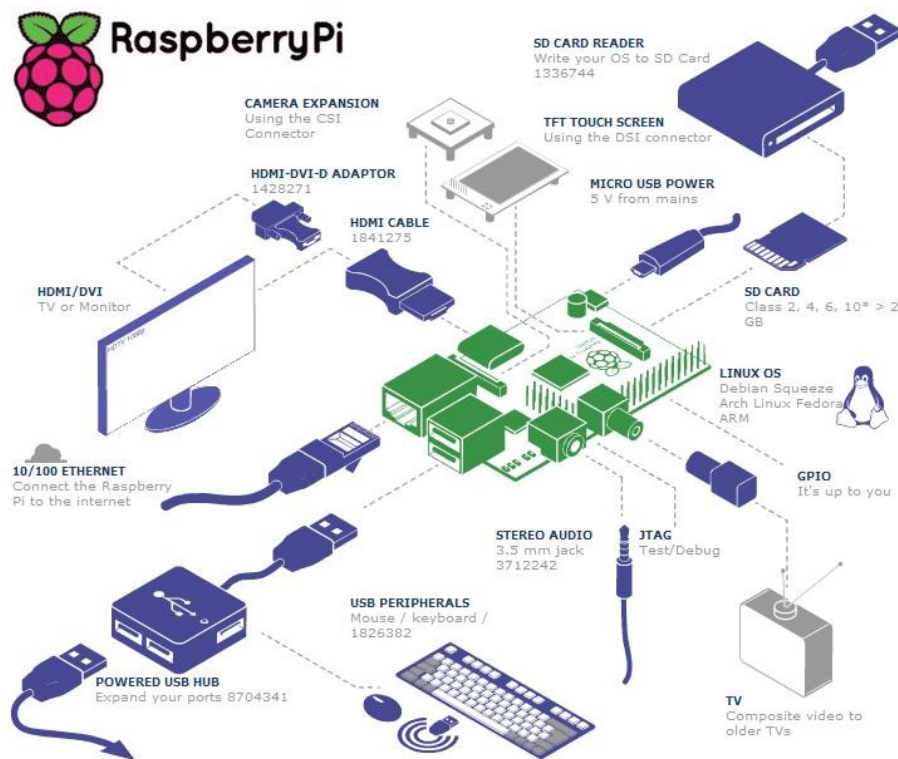 RaspberryPi
SD CARD READER
Write your OS to SD Card
1336744
CAMERA EXPANSION
Using the CSI
Connector
TFT TOUCH SCREEN
Using the DSI connector
HDMI-DVI-D ADAPTOR
1428271
MICRO USB POWER
5 V from mains
HDMI CABLE
1841275
HDMI/DVI
TV or Monitor
HDTV 1080p
SD CARD
Class 2, 4, 6, 10* > 2
GB
LINUX OS
Debian Squeeze
Arch Linux Fedora
ARM
10/100 ETHERNET
Connect the Raspberry
Pi to the internet
GPIO
It's up to you
STEREO AUDIO
3.5 mm jack
3712242
JTAG
Test/Debug
USB PERIPHERALS
Mouse / keyboard /
1826382
POWERED USB HUB
Expand your ports 8704341
TV
Composite video to
older TVs